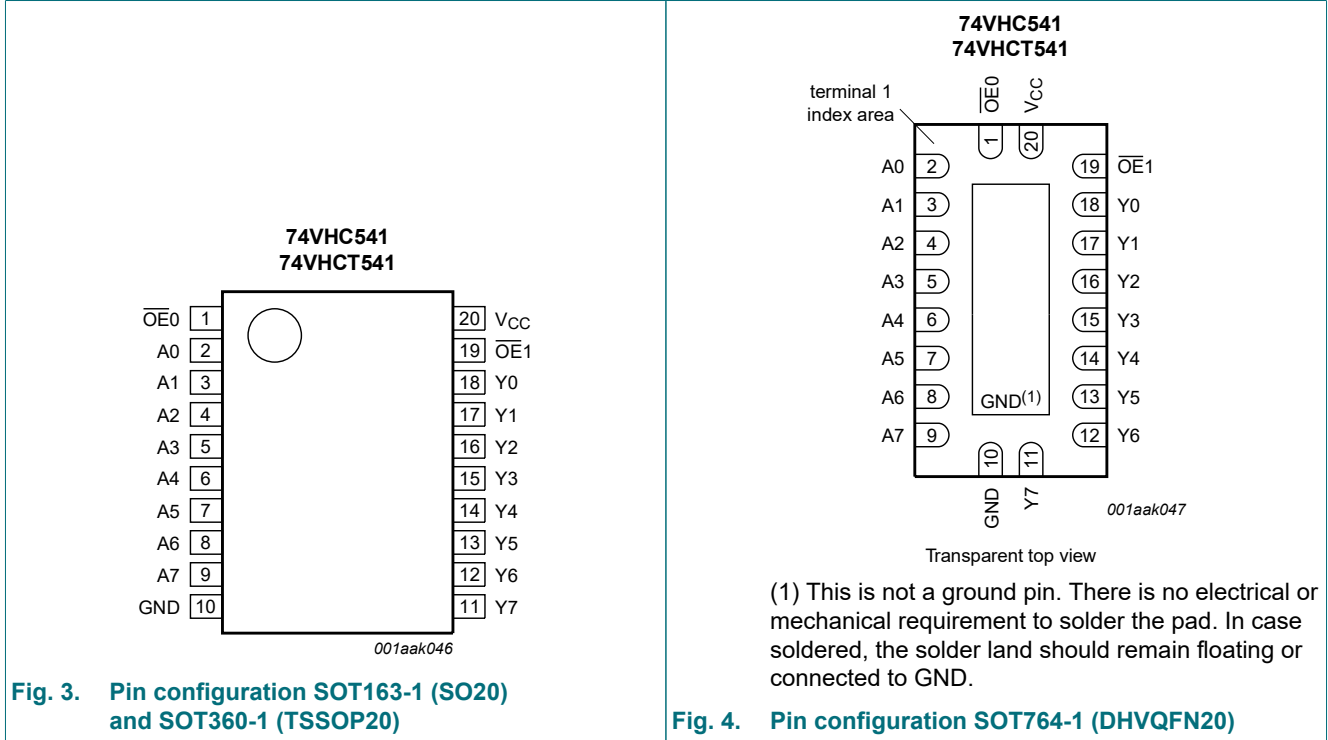 74VHC541
74VHCT541
OE0 1
A0 2
A1 3
A2 4
A3 5
A4 6
A5 7
A6 8
A7 9
GND 10
20 VCC
19 OE1
18 Y0
17 Y1
16 Y2
15 Y3
14 Y4
13 Y5
12 Y6
11 Y7
001aak046
Fig. 3. Pin configuration SOT163-1 (SO20)
and SOT360-1 (TSSOP20)
74VHC541
74VHCT541
terminal 1
index area
OE0
VCC
1
20
A0 2
A1 3
A2 4
A3 5
A4 6
A5 7
A6 8
A7 9
19 OE1
18 Y0
17 Y1
16 Y2
15 Y3
14 Y4
13 Y5
12 Y6
GND(1)
10
11
GND
Y7
001aak047
Transparent top view
(1) This is not a ground pin. There is no electrical or
mechanical requirement to solder the pad. In case
soldered, the solder land should remain floating or
connected to GND.
Fig. 4. Pin configuration SOT764-1 (DHVQFN20)